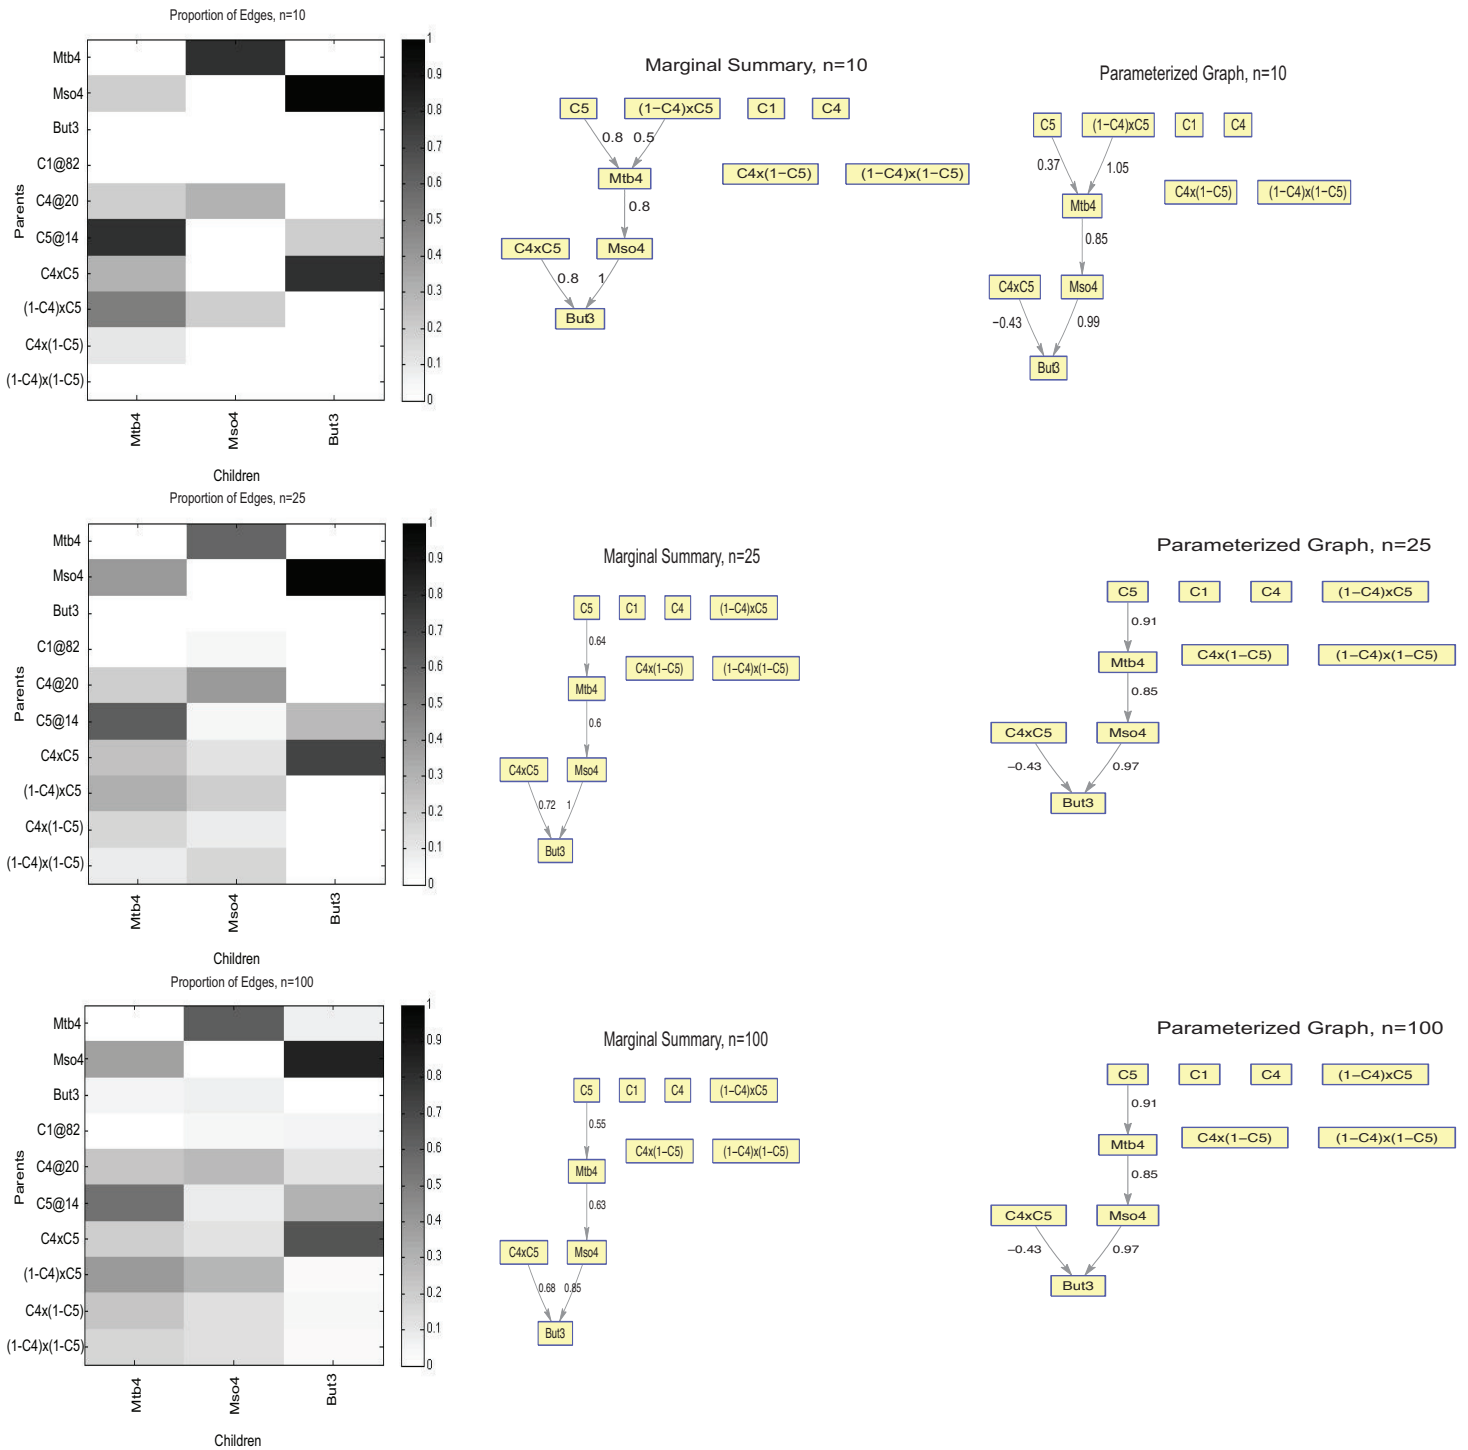 Proportion of Edges, n=10
Mtb4
Mso4
But3
C1@82
C4@20
C5@14
C4xC5
(1-C4)xC5
C4x(1-C5)
(1-C4)x(1-C5)
Parents
Mtb4
Mso4
But3
Children
1
0.9
0.8
0.7
0.6
0.5
0.4
0.3
0.2
0.1
0
Marginal Summary, n=10
C5
(1−C4)xC5
C1
C4
0.8
0.5
Mtb4
C4x(1−C5)
(1−C4)x(1−C5)
0.8
C4xC5
Mso4
0.8
1
But3
Parameterized Graph, n=10
C5
(1−C4)xC5
C1
C4
0.37
1.05
Mtb4
C4x(1−C5)
(1−C4)x(1−C5)
0.85
C4xC5
Mso4
−0.43
0.99
But3
Proportion of Edges, n=25
Mtb4
Mso4
But3
C1@82
C4@20
C5@14
C4xC5
(1-C4)xC5
C4x(1-C5)
(1-C4)x(1-C5)
Parents
Mtb4
Mso4
But3
Children
1
0.9
0.8
0.7
0.6
0.5
0.4
0.3
0.2
0.1
0
Marginal Summary, n=25
C5
C1
C4
(1−C4)xC5
0.64
C4x(1−C5)
(1−C4)x(1−C5)
Mtb4
0.6
C4xC5
Mso4
0.72
1
But3
Parameterized Graph, n=25
C5
C1
C4
(1−C4)xC5
0.91
Mtb4
C4x(1−C5)
(1−C4)x(1−C5)
0.85
C4xC5
Mso4
−0.43
0.97
But3
Proportion of Edges, n=100
Mtb4
Mso4
But3
C1@82
C4@20
C5@14
C4xC5
(1-C4)xC5
C4x(1-C5)
(1-C4)x(1-C5)
Parents
Mtb4
Mso4
But3
Children
1
0.9
0.8
0.7
0.6
0.5
0.4
0.3
0.2
0.1
0
Marginal Summary, n=100
C5
C1
C4
(1−C4)xC5
0.55
C4x(1−C5)
(1−C4)x(1−C5)
Mtb4
0.63
C4xC5
Mso4
0.68
0.85
But3
Parameterized Graph, n=100
C5
C1
C4
(1−C4)xC5
0.91
Mtb4
C4x(1−C5)
(1−C4)x(1−C5)
0.85
C4xC5
Mso4
−0.43
0.97
But3